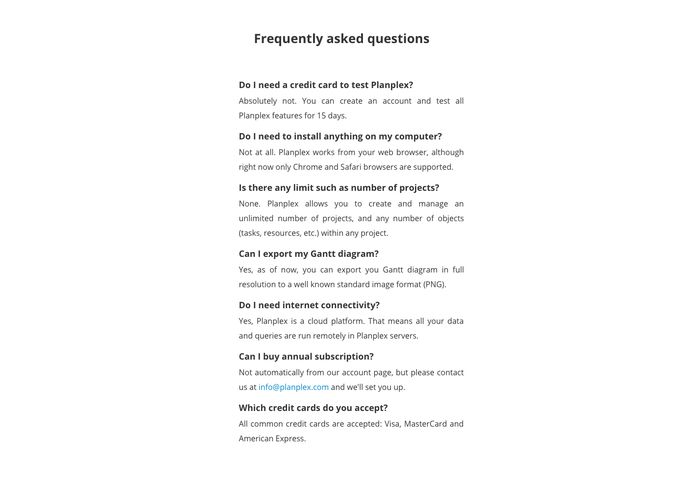 Frequently asked questions
Do I need a credit card to test Planplex?
Absolutely not. You can create an account and test all
Planplex features for 15 days.
Do I need to install anything on my computer?
Not at all. Planplex works from your web browser, although
right now only Chrome and Safari browsers are supported.
Is there any limit such as number of projects?
None. Planplex allows you to create and manage an
unlimited number of projects, and any number of objects
(tasks, resources, etc.) within any project.
Can I export my Gantt diagram?
Yes, as of now, you can export you Gantt diagram in full
resolution to a well known standard image format (PNG).
Do I need internet connectivity?
Yes, Planplex is a cloud platform. That means all your data
and queries are run remotely in Planplex servers.
Can I buy annual subscription?
Not automatically from our account page, but please contact
us at info@planplex.com and we'll set you up.
Which credit cards do you accept?
All common credit cards are accepted: Visa, MasterCard and
American Express.